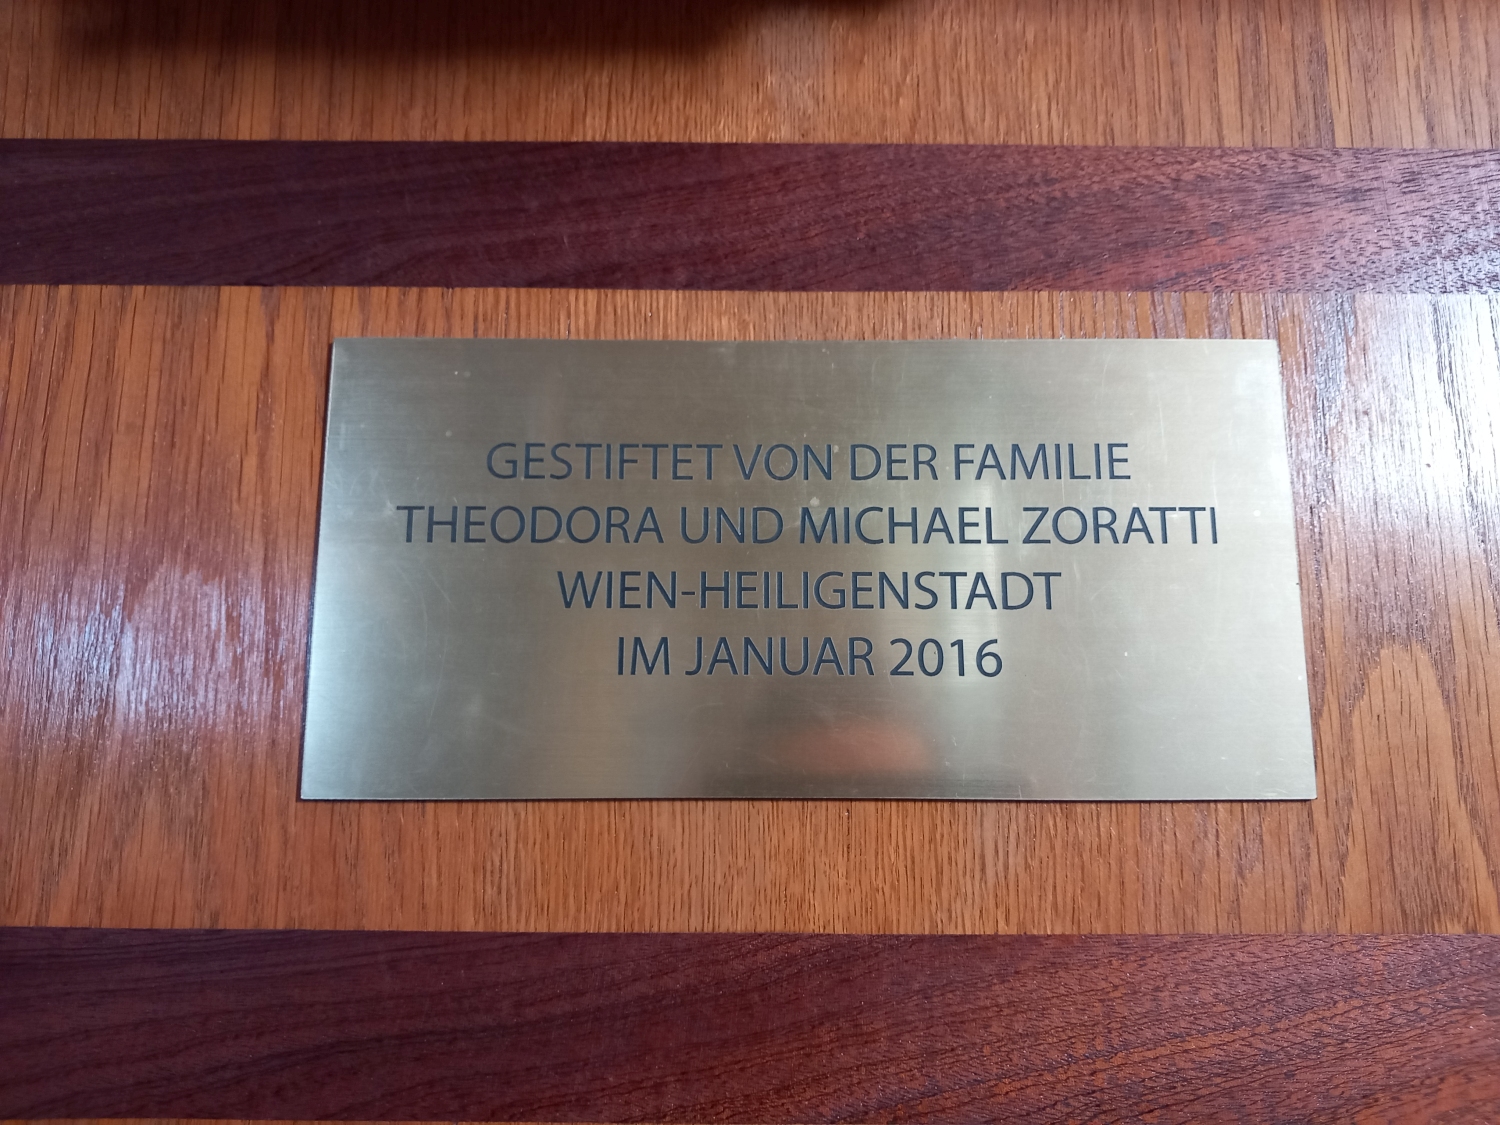 GESTIFTET VON DER FAMILIE
THEODORA UND MICHAEL ZORATTI
WIEN-HEILIGENSTADT
IM JANUAR 2016